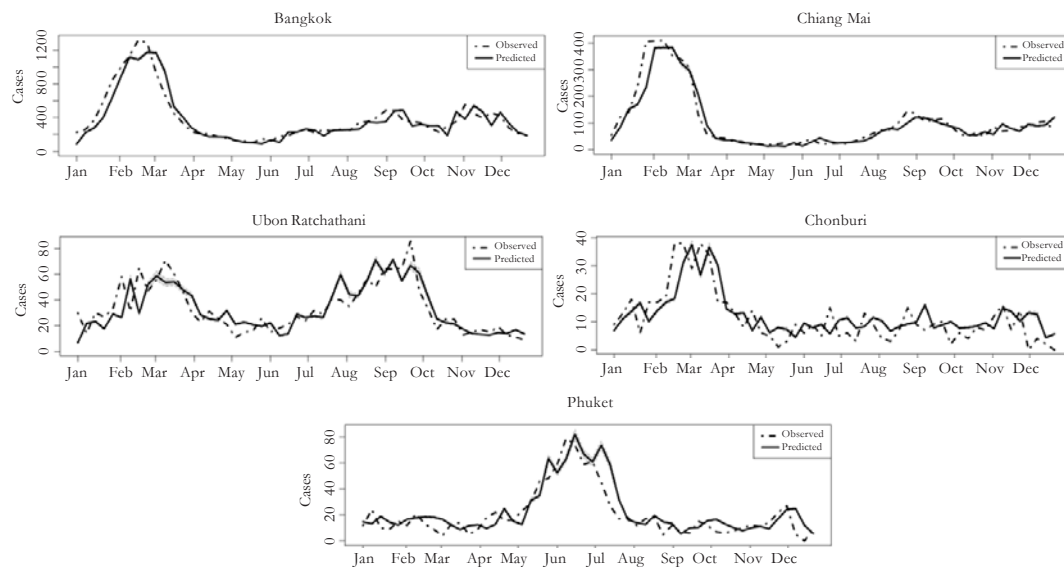 Bangkok
Cases
0 400 800 1200
Observed
Predicted
Jan Feb Mar Apr May Jun Jul Aug Sep Oct Nov Dec
Chiang Mai
Cases
0 100 200 300 400
Observed
Predicted
Jan Feb Mar Apr May Jun Jul Aug Sep Oct Nov Dec
Ubon Ratchathani
Cases
0 20 40 60 80
Observed
Predicted
Jan Feb Mar Apr May Jun Jul Aug Sep Oct Nov Dec
Chonburi
Cases
0 10 20 30 40
Observed
Predicted
Jan Feb Mar Apr May Jun Jul Aug Sep Oct Nov Dec
Phuket
Cases
0 20 40 60 80
Observed
Predicted
Jan Feb Mar Apr May Jun Jul Aug Sep Oct Nov Dec